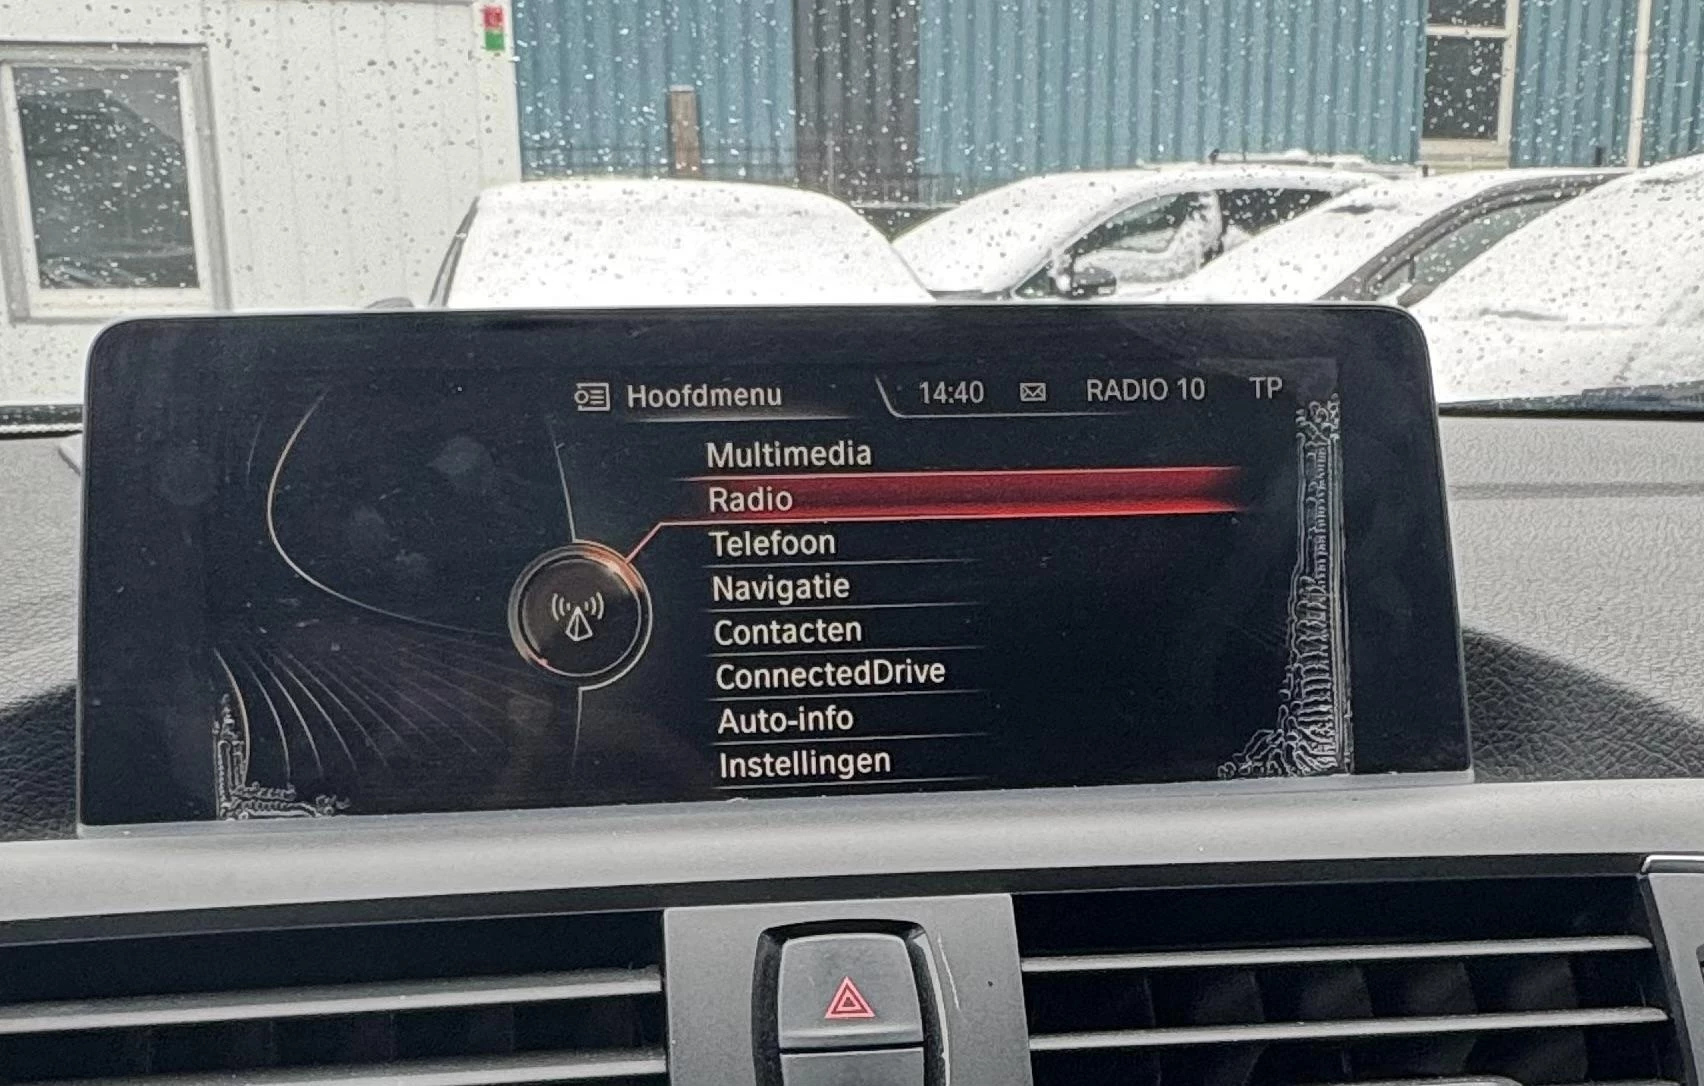 Hoofdmenu 14:40 RADIO 10 TP
Multimedia
Radio
Telefoon
Navigatie
Contacten
ConnectedDrive
Auto-info
Instellingen